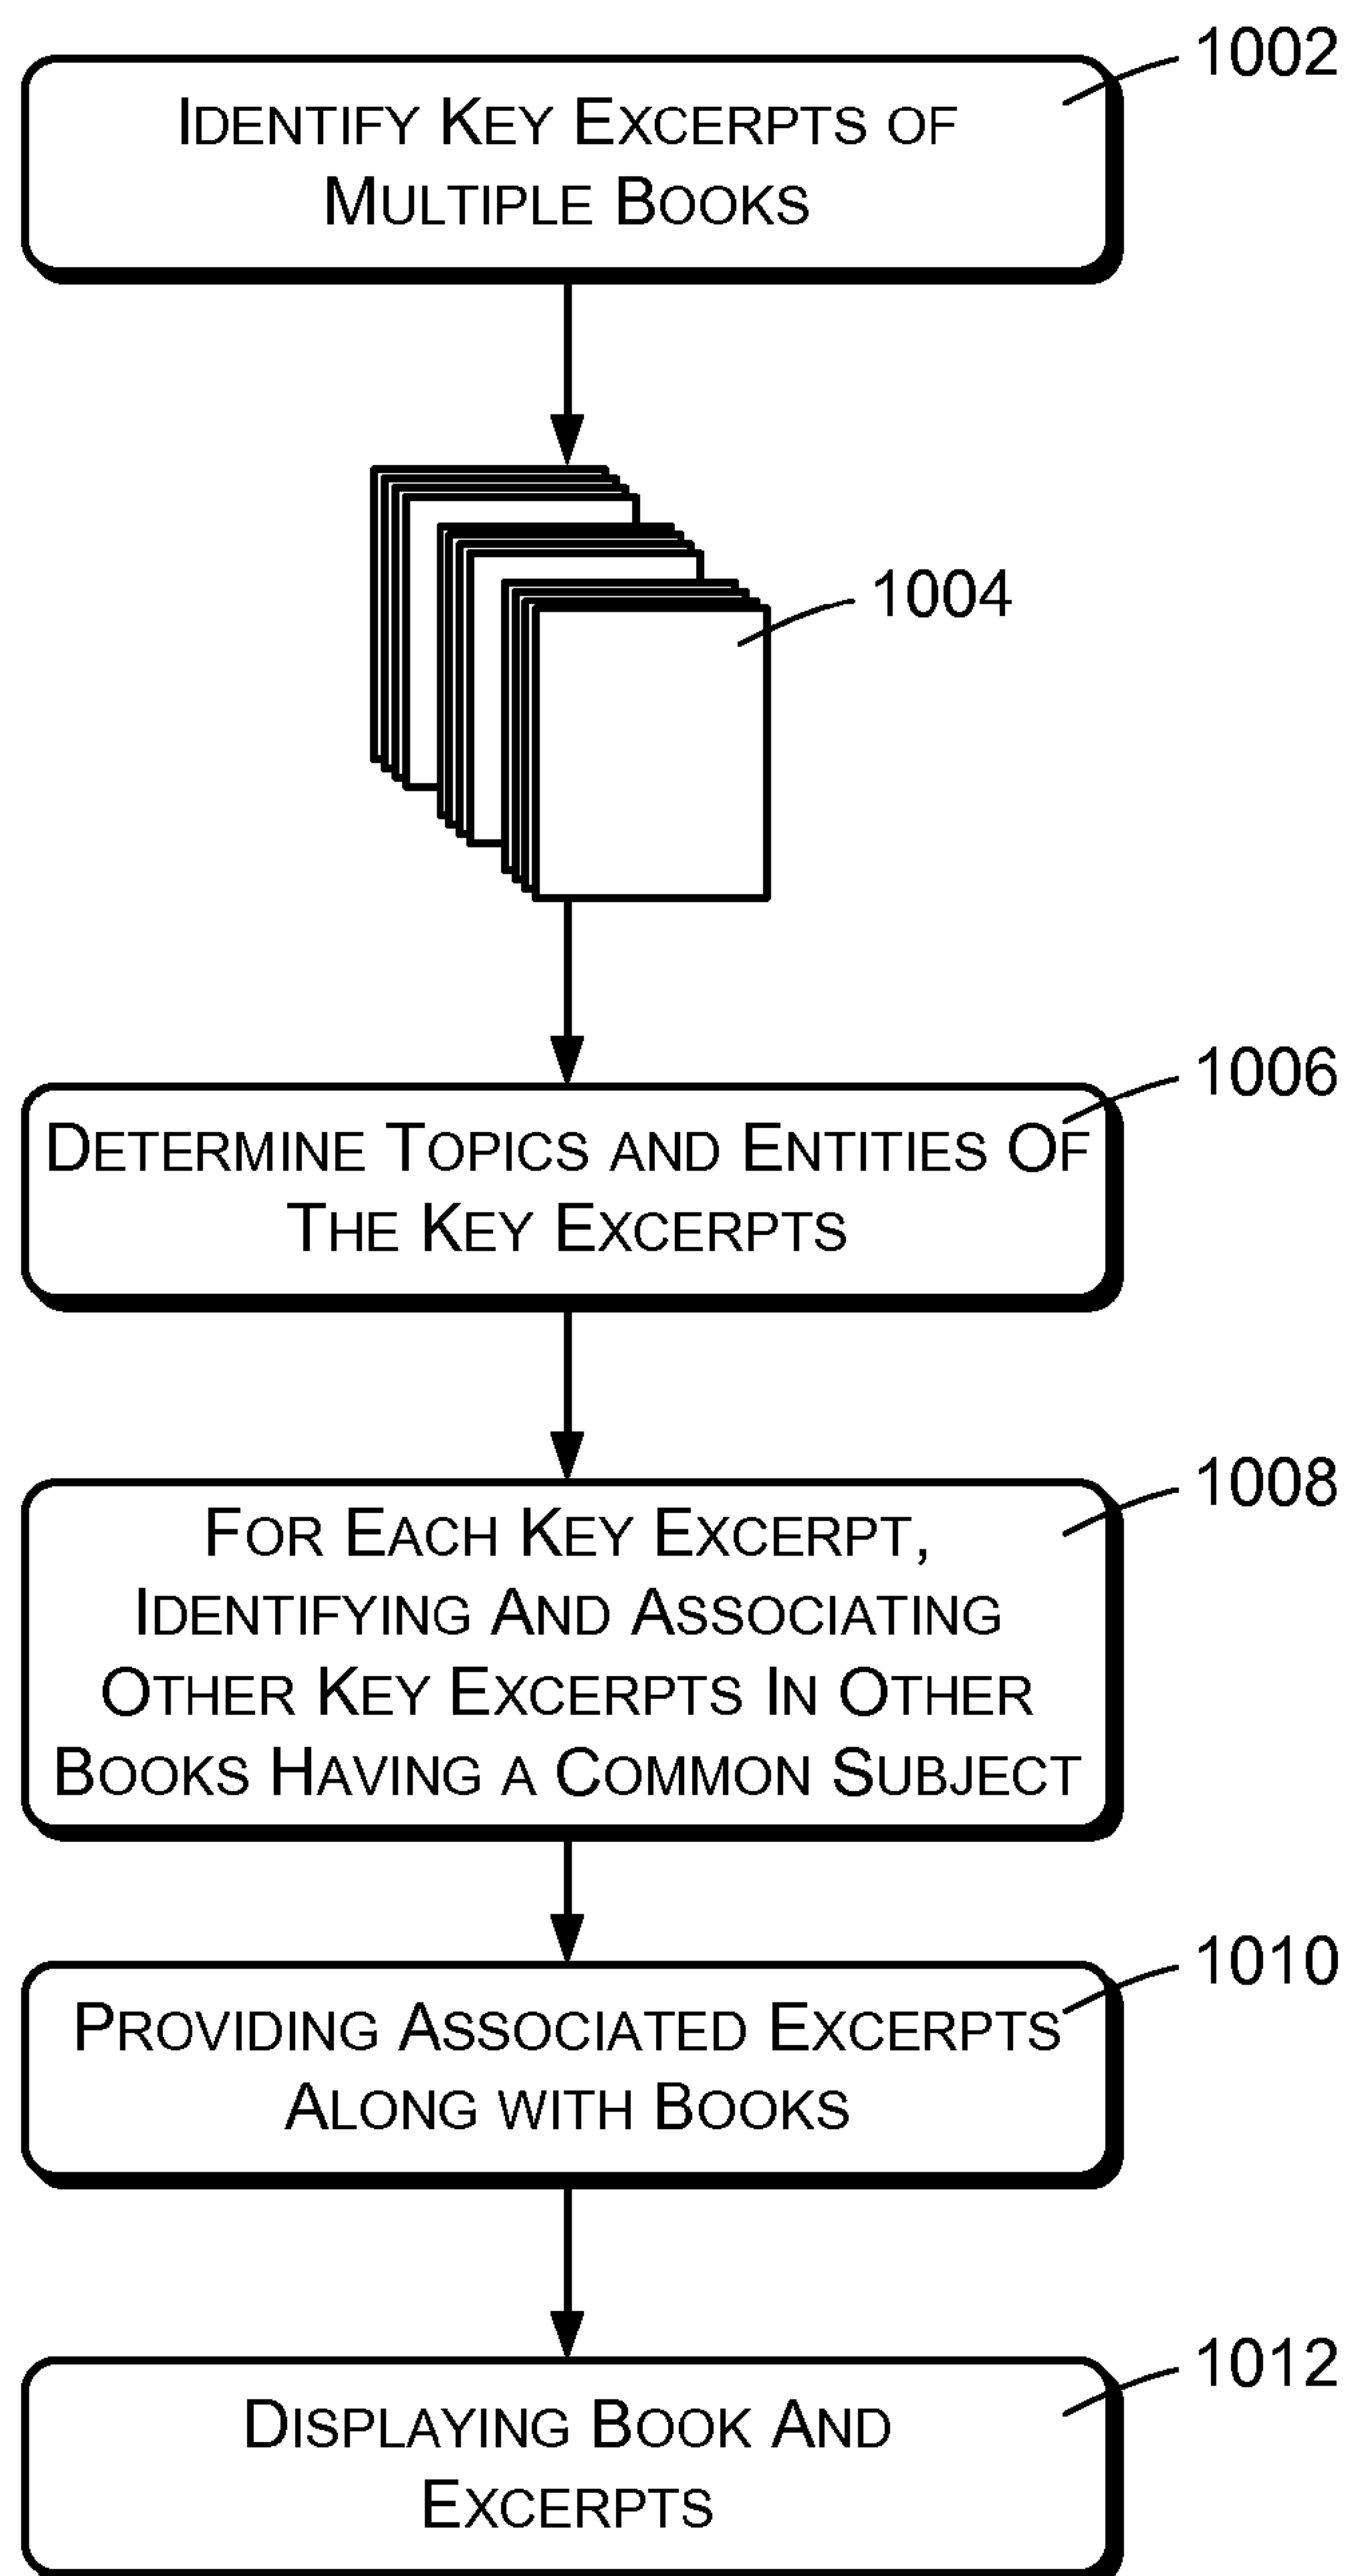 1002
IDENTIFY KEY EXCERPTS OF
MULTIPLE BOOKS
1004
1006
DETERMINE TOPICS AND ENTITIES OF
THE KEY EXCERPTS
1008
FOR EACH KEY EXCERPT,
IDENTIFYING AND ASSOCIATING
OTHER KEY EXCERPTS IN OTHER
BOOKS HAVING A COMMON SUBJECT
1010
PROVIDING ASSOCIATED EXCERPTS
ALONG WITH BOOKS
1012
DISPLAYING BOOK AND
EXCERPTS